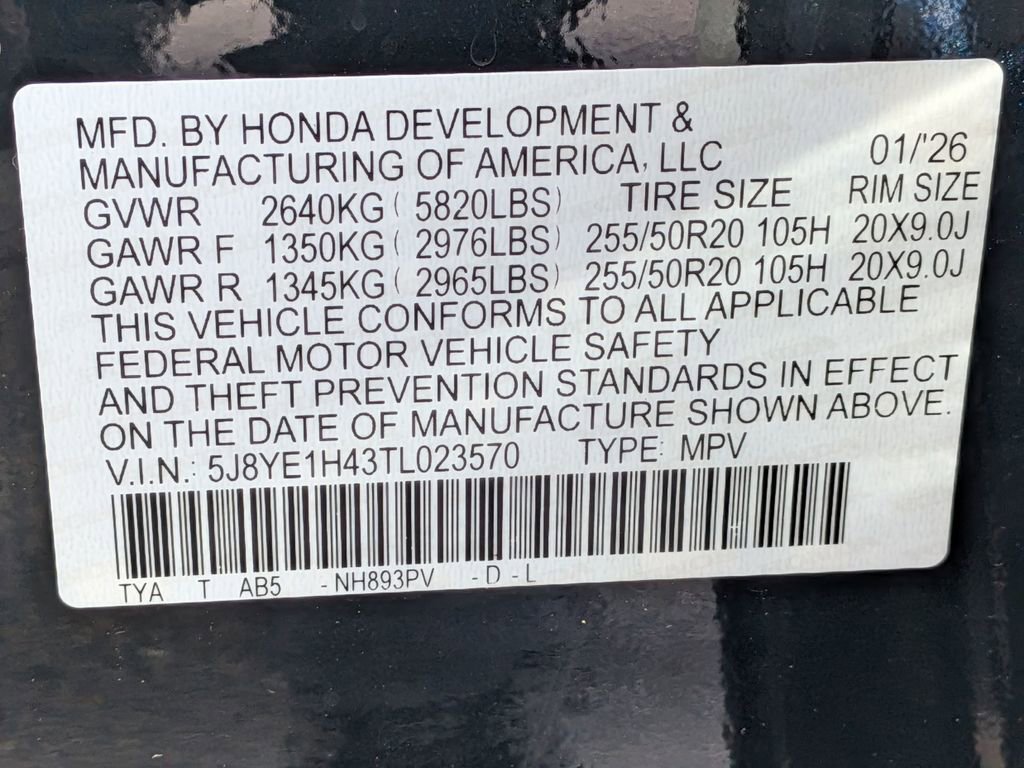 MFD. BY HONDA DEVELOPMENT &
MANUFACTURING OF AMERICA, LLC 01/'26
GVWR 2640KG ( 5820LBS) TIRE SIZE RIM SIZE
GAWR F 1350KG ( 2976LBS) 255/50R20 105H 20X9.0J
GAWR R 1345KG ( 2965LBS) 255/50R20 105H 20X9.0J
THIS VEHICLE CONFORMS TO ALL APPLICABLE
FEDERAL MOTOR VEHICLE SAFETY
AND THEFT PREVENTION STANDARDS IN EFFECT
ON THE DATE OF MANUFACTURE SHOWN ABOVE.
V.I.N.: 5J8YE1H43TL023570 TYPE: MPV
TYA T AB5 -NH893PV -D-L